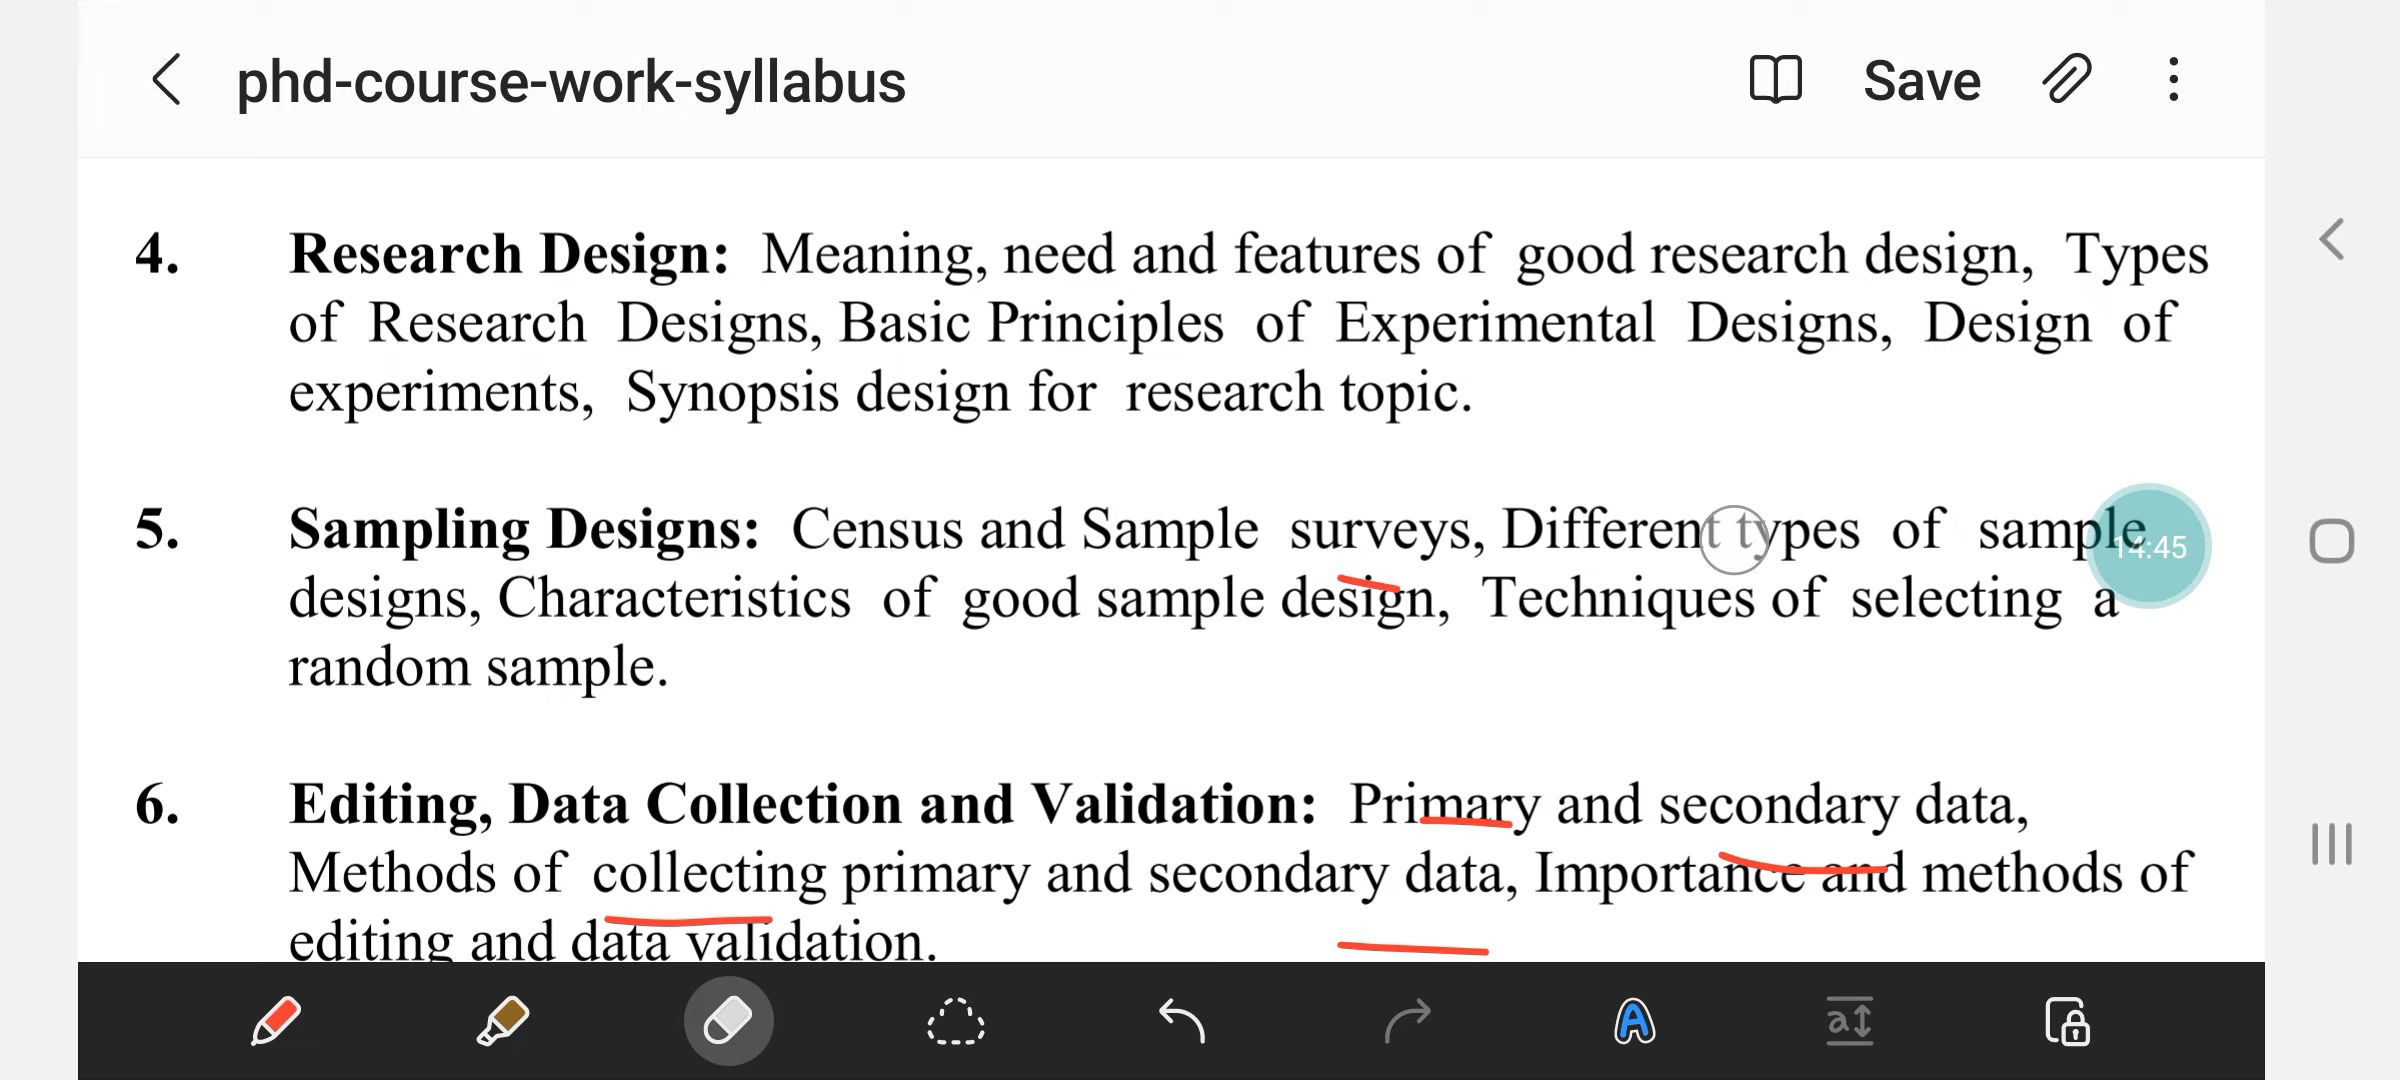 phd-course-work-syllabus
Save
4. Research Design: Meaning, need and features of good research design, Types
of Research Designs, Basic Principles of Experimental Designs, Design of
experiments, Synopsis design for research topic.
5. Sampling Designs: Census and Sample surveys, Different types of sample
14:45
designs, Characteristics of good sample design, Techniques of selecting a
random sample.
6. Editing, Data Collection and Validation: Primary and secondary data,
Methods of collecting primary and secondary data, Importance and methods of
editing and data validation.